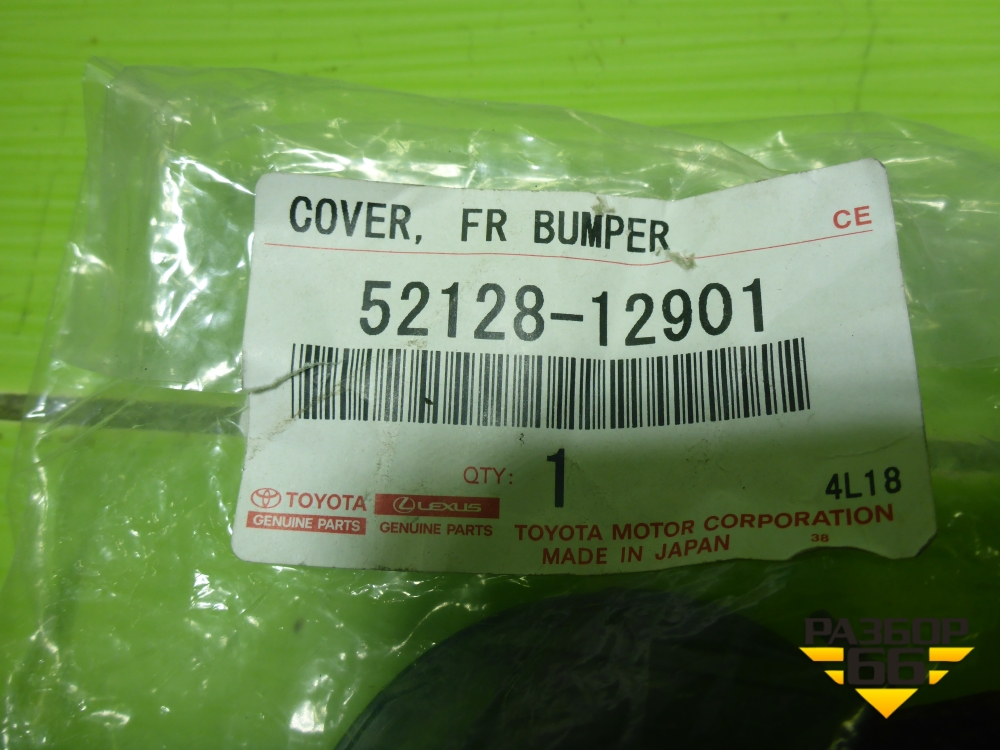 COVER, FR BUMPER
CE
52128-12901
QTY: 1
4L18
TOYOTA
GENUINE PARTS
LEXUS
GENUINE PARTS
TOYOTA MOTOR CORPORATION
MADE IN JAPAN
38
РАЗБОР
66